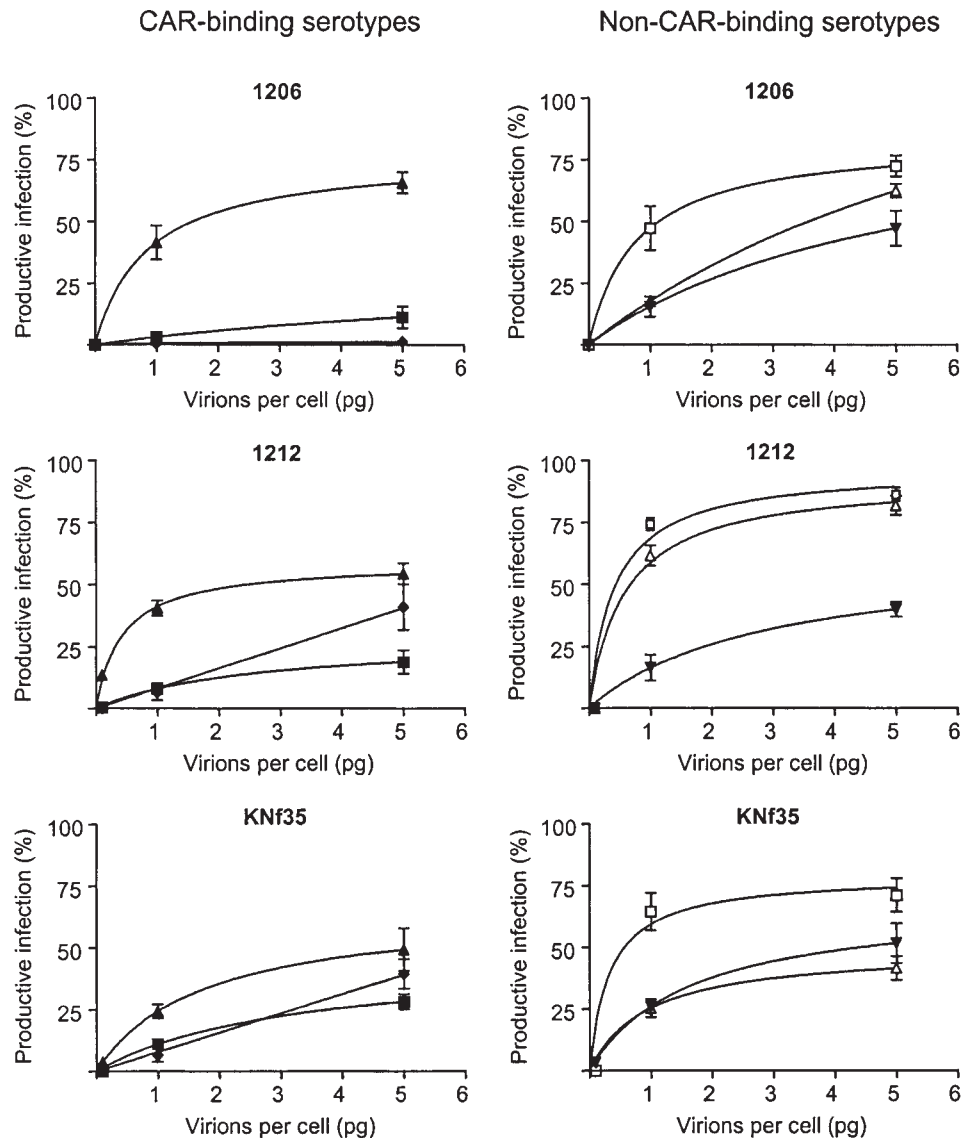 CAR-binding serotypes
Non-CAR-binding serotypes
1206
Productive infection (%)
100
75
50
25
1 2 3 4 5 6
Virions per cell (pg)
1206
Productive infection (%)
100
75
50
25
1 2 3 4 5 6
Virions per cell (pg)
1212
Productive infection (%)
100
75
50
25
1 2 3 4 5 6
Virions per cell (pg)
1212
Productive infection (%)
100
75
50
25
1 2 3 4 5 6
Virions per cell (pg)
KNf35
Productive infection (%)
100
75
50
25
1 2 3 4 5 6
Virions per cell (pg)
KNf35
Productive infection (%)
100
75
50
25
1 2 3 4 5 6
Virions per cell (pg)